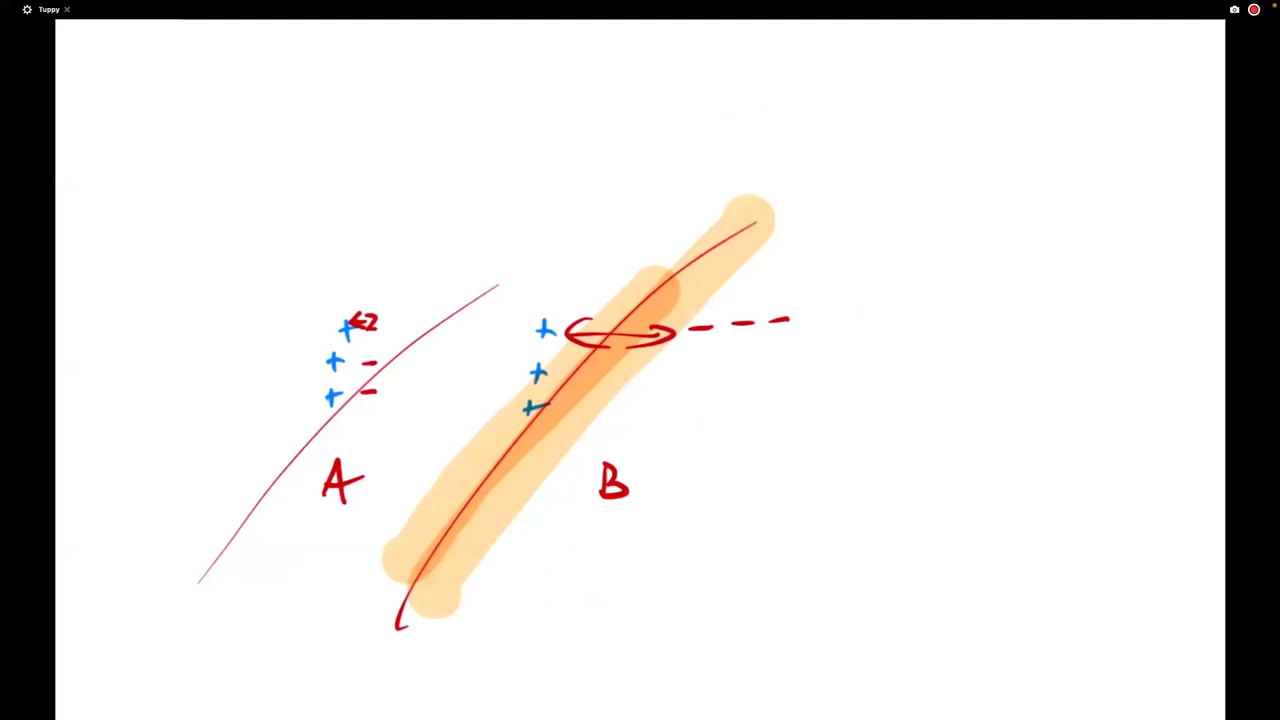 Tuppy
+ - 
+ -
+ -
+ - - -
+
+
A
B